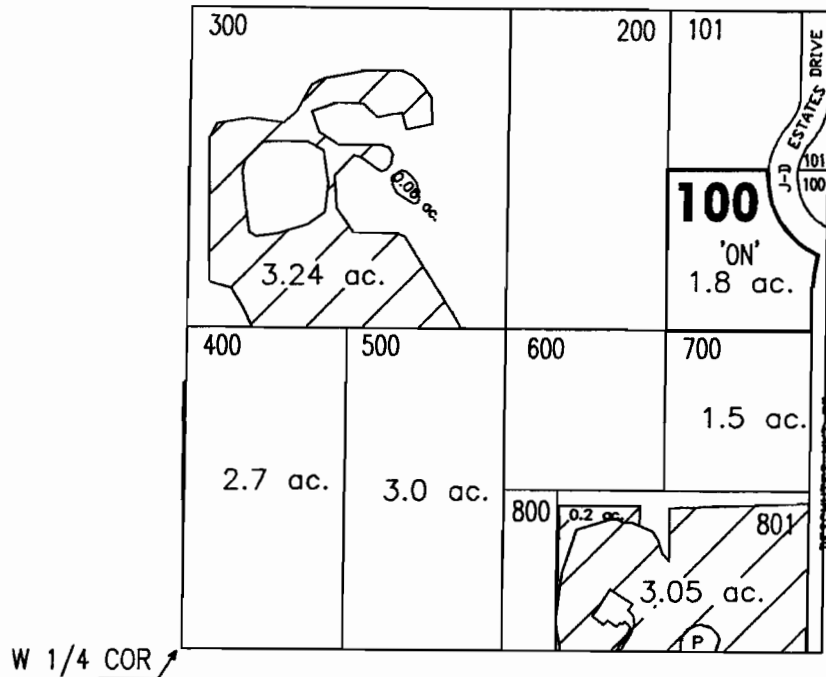 300
200
101
J-D ESTATES DRIVE
101
100
100
'ON'
1.8 ac.
0.06 ac.
3.24 ac.
400
500
600
700
1.5 ac.
2.7 ac.
3.0 ac.
800
0.2 ac.
801
3.05 ac.
P
W 1/4 COR